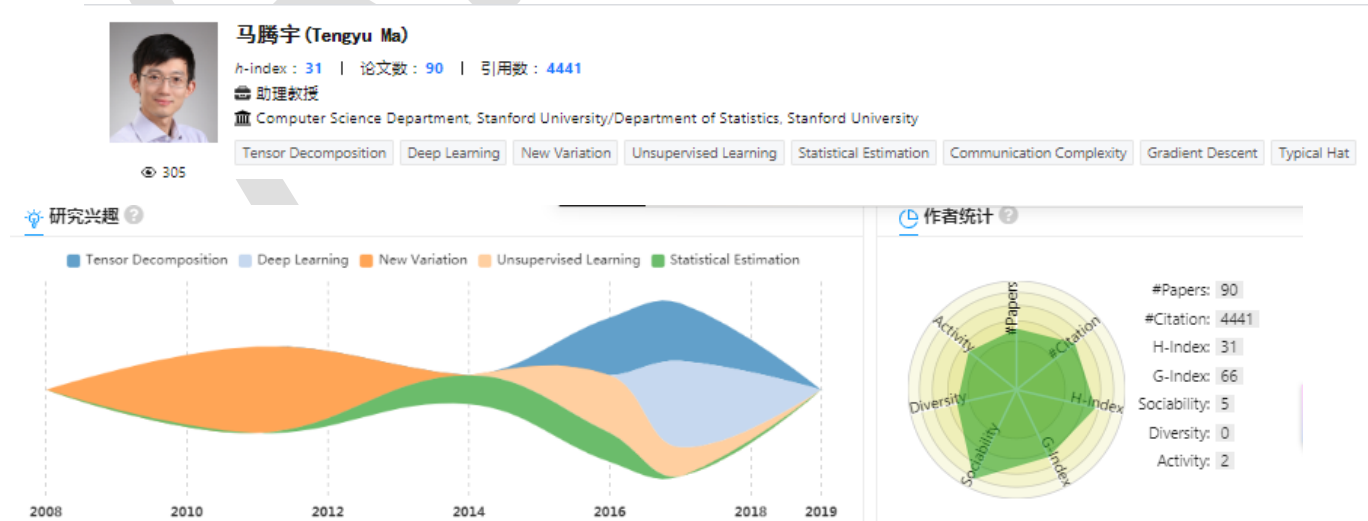 马腾宇(Tengyu Ma)
h-index : 31 | 论文数 : 90 | 引用数 : 4441
助理教授
Computer Science Department, Stanford University/Department of Statistics, Stanford University
Tensor Decomposition Deep Learning New Variation Unsupervised Learning Statistical Estimation Communication Complexity Gradient Descent Typical Hat
305
研究兴趣 ?
Tensor Decomposition Deep Learning New Variation Unsupervised Learning Statistical Estimation
2008 2010 2012 2014 2016 2018 2019
作者统计 ?
#Papers
#Citation
H-Index
G-Index
Sociability
Diversity
Activity
#Papers: 90
#Citation: 4441
H-Index: 31
G-Index: 66
Sociability: 5
Diversity: 0
Activity: 2